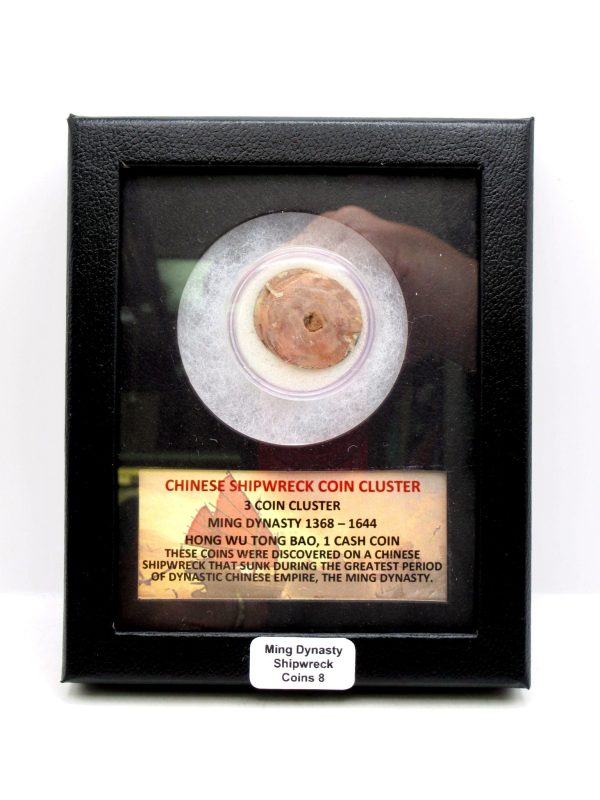 CHINESE SHIPWRECK COIN CLUSTER
3 COIN CLUSTER
MING DYNASTY 1368 – 1644
HONG WU TONG BAO, 1 CASH COIN
THESE COINS WERE DISCOVERED ON A CHINESE
SHIPWRECK THAT SUNK DURING THE GREATEST PERIOD
OF DYNASTIC CHINESE EMPIRE, THE MING DYNASTY.
Ming Dynasty
Shipwreck
Coins 8